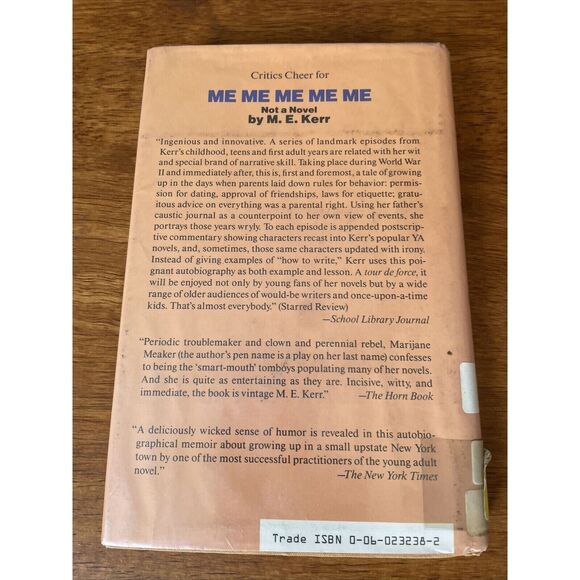 Critics Cheer for
ME ME ME ME ME
Not a Novel
by M. E. Kerr
"Ingenious and innovative. A series of landmark episodes from
Kerr's childhood, teens and first adult years are related with her wit
and special brand of narrative skill. Taking place during World War
II and immediately after, this is, first and foremost, a tale of growing
up in the days when parents laid down rules for behavior: permis-
sion for dating, approval of friendships, laws for etiquette; gratu-
itous advice on everything was a parental right. Using her father's
caustic journal as a counterpoint to her own view of events, she
portrays those years wryly. To each episode is appended postscrip-
tive commentary showing characters recast into Kerr's popular YA
novels, and, sometimes, those same characters updated with irony.
Instead of giving examples of "how to write," Kerr uses this poi-
gnant autobiography as both example and lesson. A tour de force, it
will be enjoyed not only by young fans of her novels but by a wide
range of older audiences of would-be writers and once-upon-a-time
kids. That's almost everybody." (Starred Review)
—School Library Journal
"Periodic troublemaker and clown and perennial rebel, Marijane
Meaker (the author's pen name is a play on her last name) confesses
to being the 'smart-mouth' tomboys populating many of her novels.
And she is quite as entertaining as they are. Incisive, witty, and
immediate, the book is vintage M. E. Kerr." —The Horn Book
"A deliciously wicked sense of humor is revealed in this autobio-
graphical memoir about growing up in a small upstate New York
town by one of the most successful practitioners of the young adult
novel." —The New York Times
Trade ISBN 0-06-023238-2